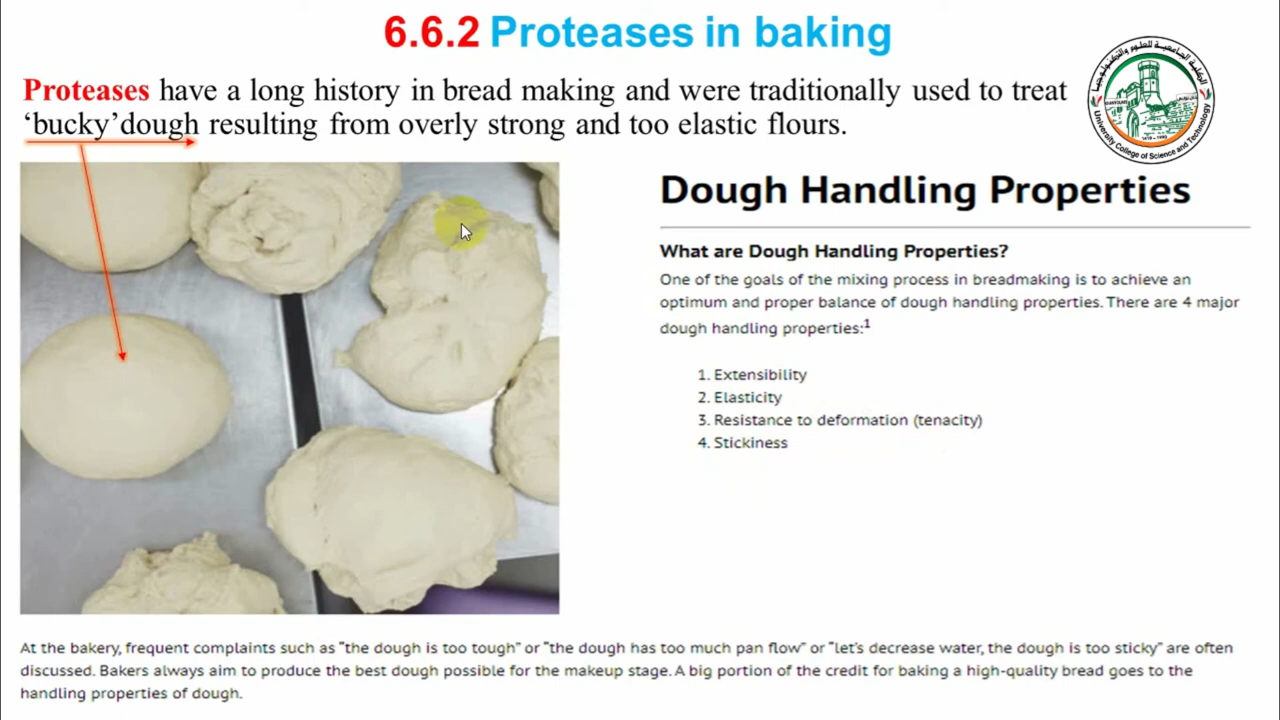 6.6.2 Proteases in baking
Proteases have a long history in bread making and were traditionally used to treat
‘bucky’dough resulting from overly strong and too elastic flours.
University College of Science and Technology
Dough Handling Properties
What are Dough Handling Properties?
One of the goals of the mixing process in breadmaking is to achieve an
optimum and proper balance of dough handling properties. There are 4 major
dough handling properties:1
1. Extensibility
2. Elasticity
3. Resistance to deformation (tenacity)
4. Stickiness
At the bakery, frequent complaints such as "the dough is too tough" or "the dough has too much pan flow" or "let's decrease water, the dough is too sticky" are often
discussed. Bakers always aim to produce the best dough possible for the makeup stage. A big portion of the credit for baking a high-quality bread goes to the
handling properties of dough.